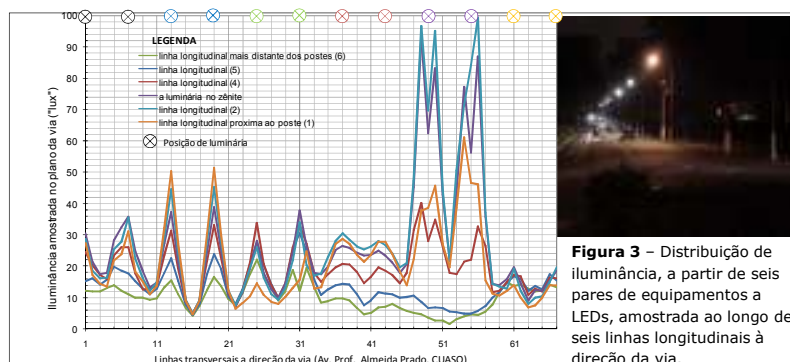 100
90
80
70
60
50
40
30
20
10
0
Iluminância amostrada no plano da via ("lux")
LEGENDA
linha longitudinal mais distante dos postes (6)
linha longitudinal (5)
linha longitudinal (4)
a luminária no zênite
linha longitudinal (2)
linha longitudinal proxima ao poste (1)
Posição de luminária
1 11 21 31 41 51 61
Linhas transversais a direção da via (Av. Prof. Almeida Prado, CUASO)
Figura 3 – Distribuição de
iluminância, a partir de seis
pares de equipamentos a
LEDs, amostrada ao longo de
seis linhas longitudinais à
direção da via.